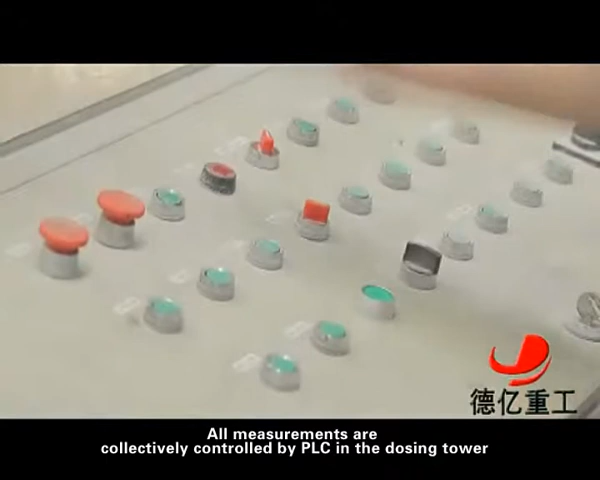 德亿重工
All measurements are
collectively controlled by PLC in the dosing tower